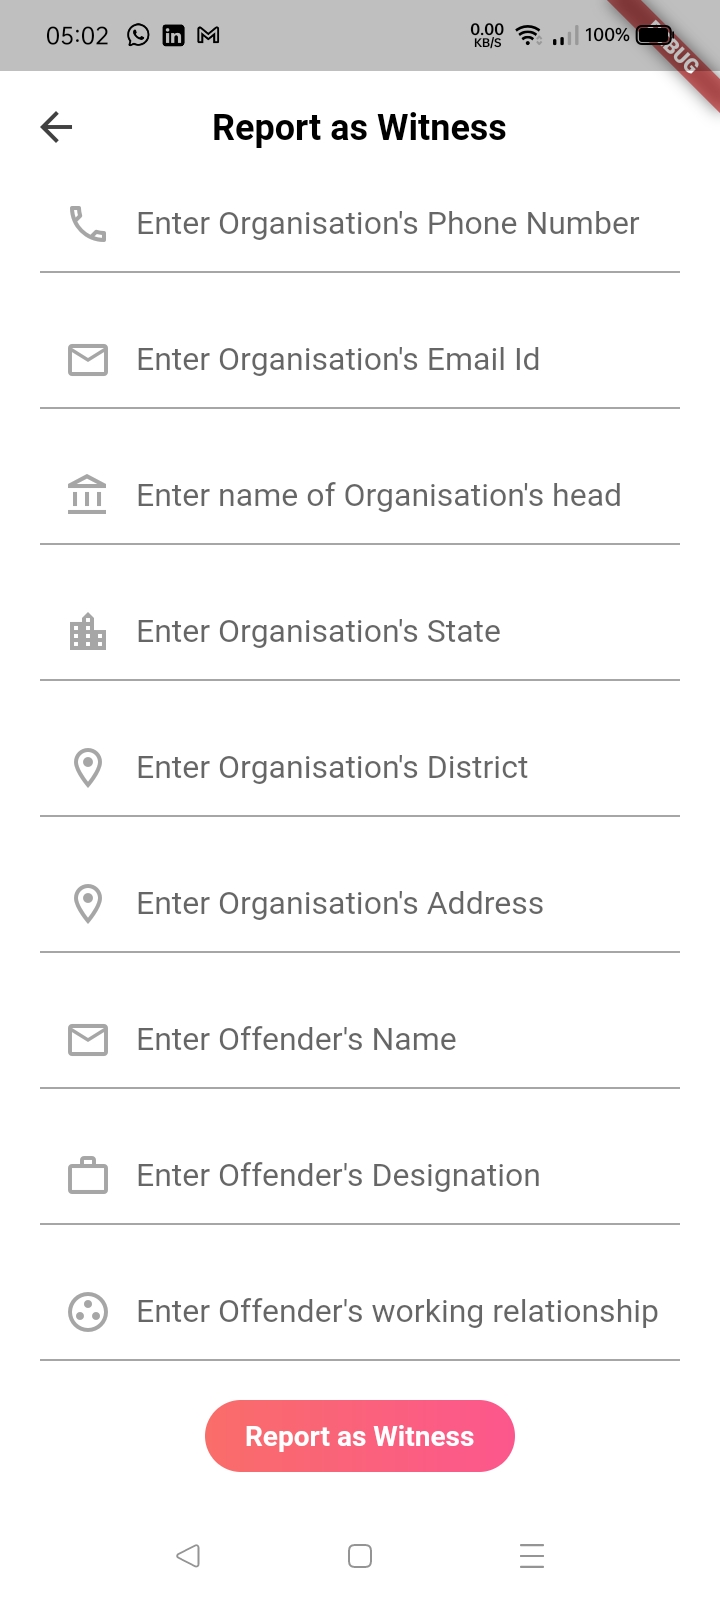 05:02
0.00
KB/S
100%
Report as Witness
Enter Organisation's Phone Number
Enter Organisation's Email Id
Enter name of Organisation's head
Enter Organisation's State
Enter Organisation's District
Enter Organisation's Address
Enter Offender's Name
Enter Offender's Designation
Enter Offender's working relationship
Report as Witness